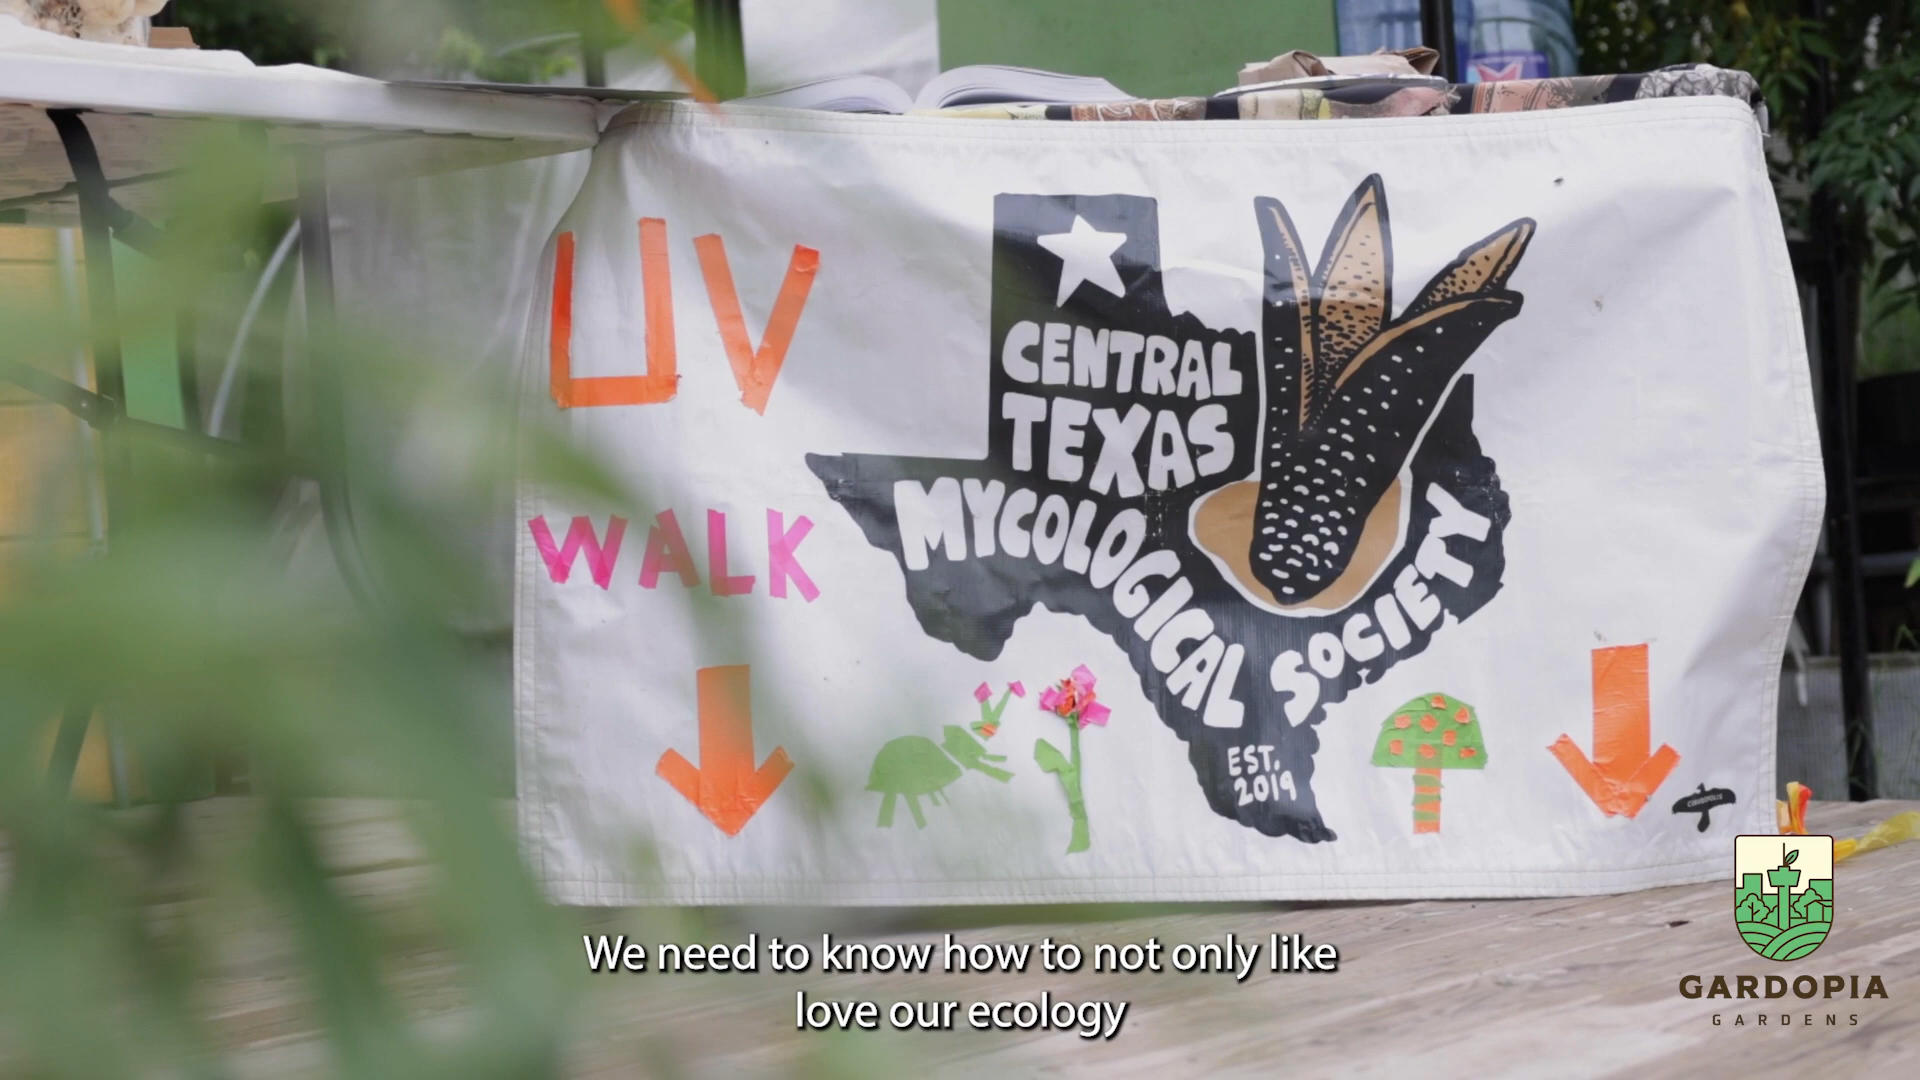 UV
WALK
CENTRAL
TEXAS
MYCOLOGICAL SOCIETY
EST.
2019
We need to know how to not only like
love our ecology
GARDOPIA
GARDENS